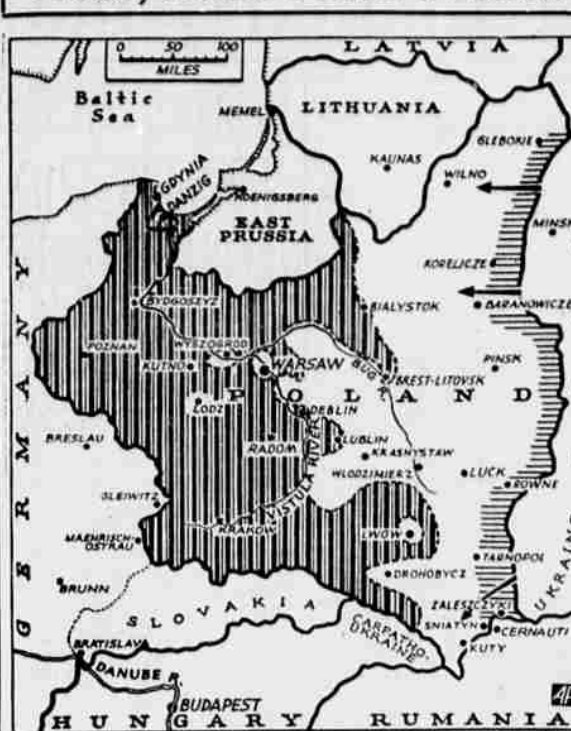 LATVIA
0 50 100
MILES
Baltic
Sea
MEMEL
LITHUANIA
GLEBOKIE
KAUNAS
WILNO
GDYNIA
DANZIG
KOENIGSBERG
EAST
PRUSSIA
MINSK
KORELJCZE
BYDGOSZYZ
BIALYSTOK
BARANOWICZE
GERMANY
POZNAN
WYSZOGROD
KUTNO
WARSAW
BUG R.
PINSK
BREST-LITOVSK
POLAND
LODZ
DEBLIN
BRESLAU
RADOM
LUBLIN
KRASNYSTAW
VISTULA RIVER
WLODZIMIERZ
LUCK
ROWNE
GLEIWITZ
KRAKOW
LWOW
MAEHRISCH-
OSTRAU
TARNOPOL
UKRAINE
DROHOBYCZ
BRUNN
SLOVAKIA
ZALESZCZYKI
CARPATHO-
UKRAINE
SNIATYN
CERNAUTI
KUTY
BRATISLAVA
DANUBE R.
BUDAPEST
HUNGARY
RUMANIA